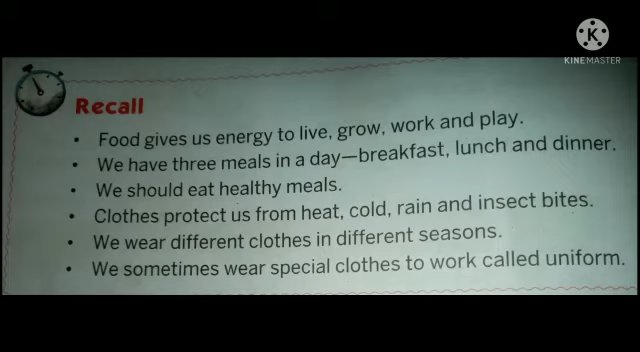 K
KINEMASTER
Recall
• Food gives us energy to live, grow, work and play.
• We have three meals in a day—breakfast, lunch and dinner.
• We should eat healthy meals.
• Clothes protect us from heat, cold, rain and insect bites.
• We wear different clothes in different seasons.
• We sometimes wear special clothes to work called uniform.